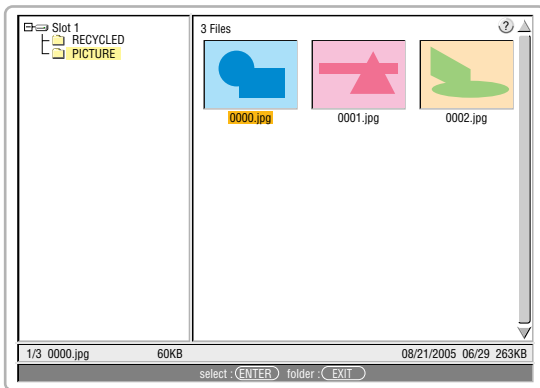 Slot 1
RECYCLED
PICTURE
3 Files
?
0000.jpg
0001.jpg
0002.jpg
1/3 0000.jpg 60KB 08/21/2005 06/29 263KB
select : ENTER folder : EXIT